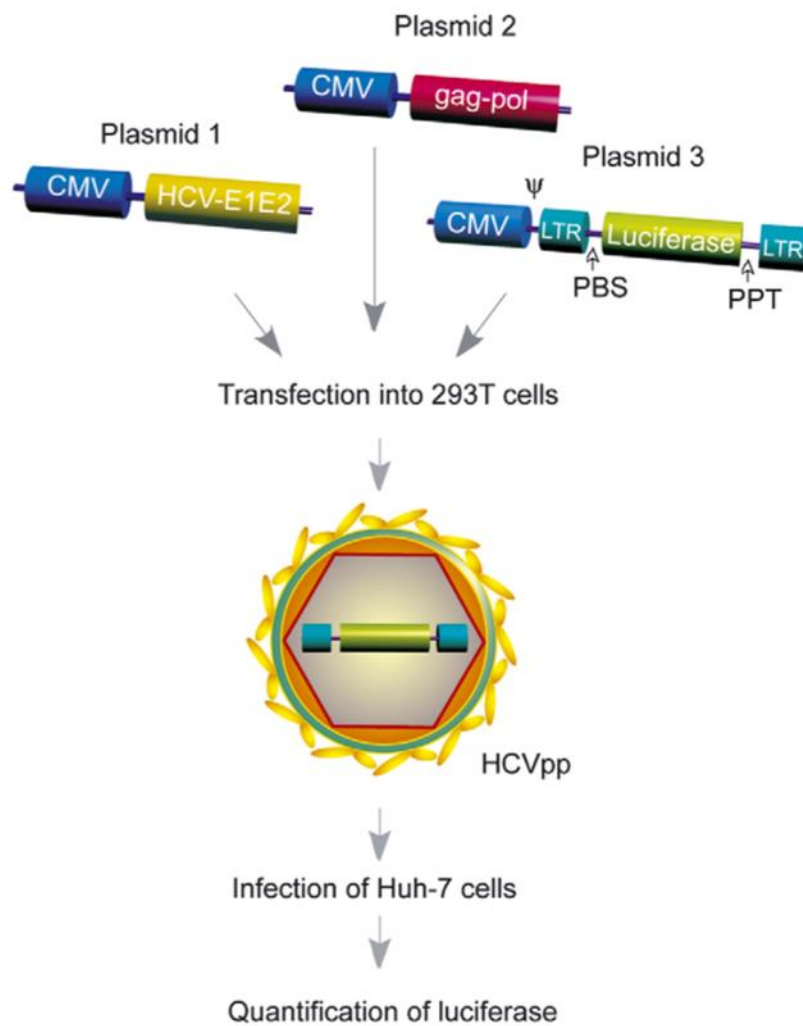 Plasmid 2
CMV gag-pol
Plasmid 1
CMV HCV-E1E2
Plasmid 3
ψ
CMV LTR Luciferase LTR
PBS PPT
Transfection into 293T cells
HCVpp
Infection of Huh-7 cells
Quantification of luciferase